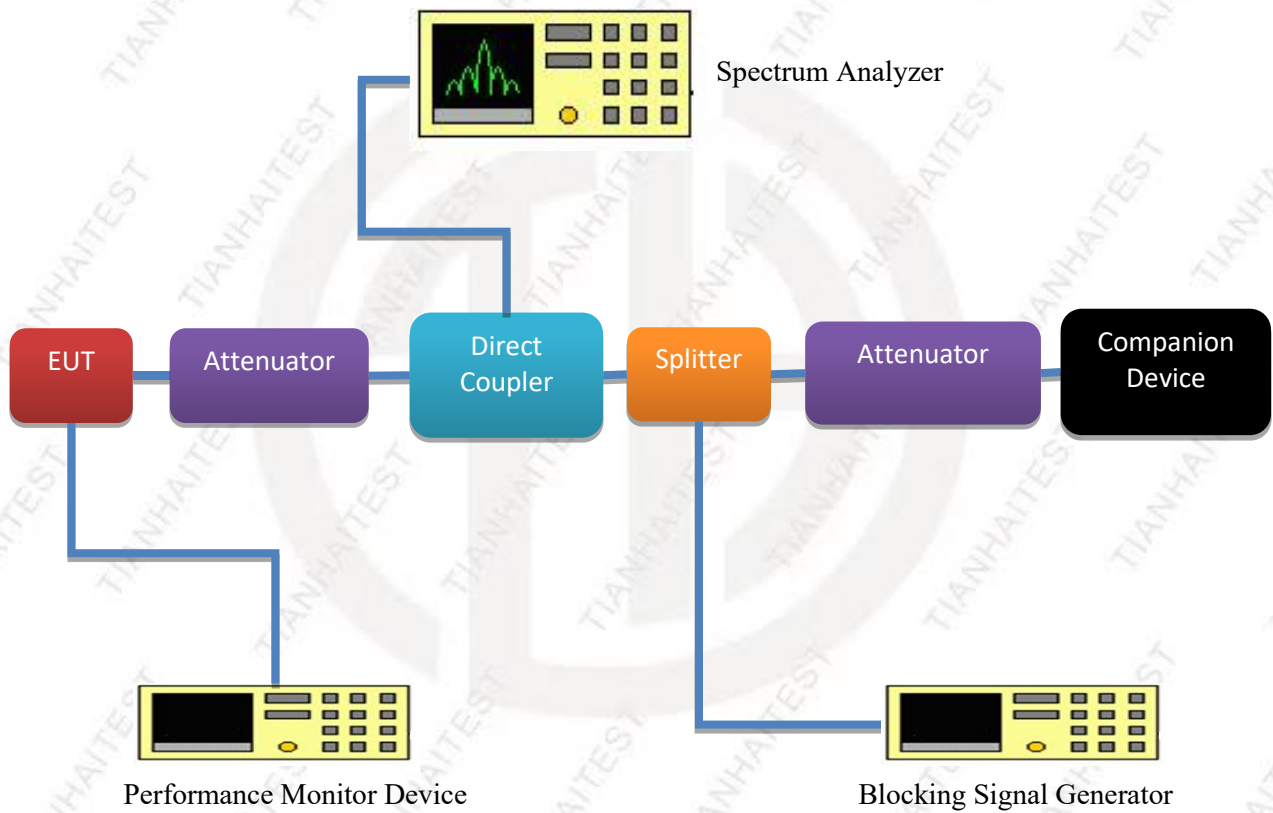 Spectrum Analyzer
EUT
Attenuator
Direct
Coupler
Splitter
Attenuator
Companion
Device
Performance Monitor Device
Blocking Signal Generator
TIANHAITEST